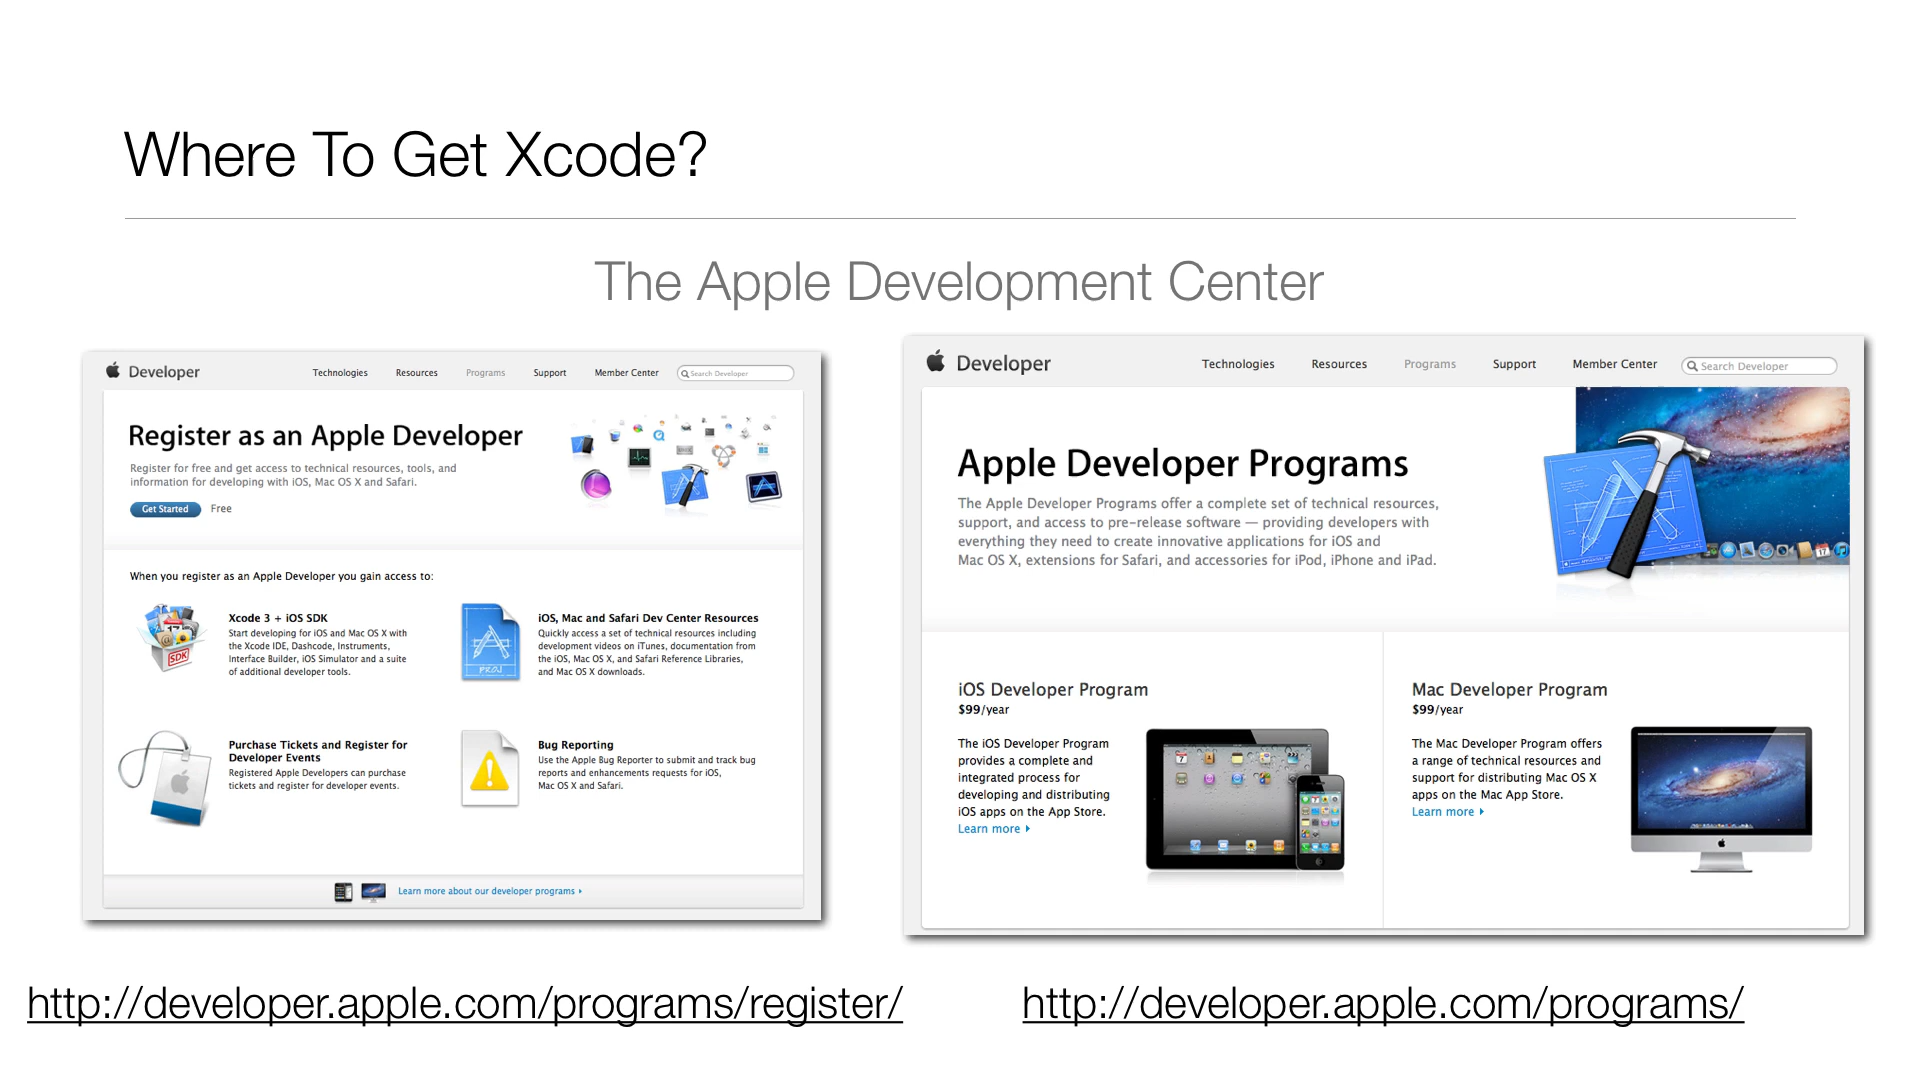 Where To Get Xcode?
The Apple Development Center
Developer
Technologies Resources Programs Support Member Center Search Developer
Register as an Apple Developer
Register for free and get access to technical resources, tools, and
information for developing with iOS, Mac OS X and Safari.
Get Started Free
When you register as an Apple Developer you gain access to:
Xcode 3 + iOS SDK
Start developing for iOS and Mac OS X with
the Xcode IDE, Dashcode, Instruments,
Interface Builder, iOS Simulator and a suite
of additional developer tools.
SDK
iOS, Mac and Safari Dev Center Resources
Quickly access a set of technical resources including
development videos on iTunes, documentation from
the iOS, Mac OS X, and Safari Reference Libraries,
and Mac OS X downloads.
PROJ
Purchase Tickets and Register for
Developer Events
Registered Apple Developers can purchase
tickets and register for developer events.
Bug Reporting
Use the Apple Bug Reporter to submit and track bug
reports and enhancements requests for iOS,
Mac OS X and Safari.
Learn more about our developer programs
http://developer.apple.com/programs/register/
Developer
Technologies Resources Programs Support Member Center Search Developer
Apple Developer Programs
The Apple Developer Programs offer a complete set of technical resources,
support, and access to pre-release software — providing developers with
everything they need to create innovative applications for iOS and
Mac OS X, extensions for Safari, and accessories for iPod, iPhone and iPad.
17
iOS Developer Program
$99/year
The iOS Developer Program
provides a complete and
integrated process for
developing and distributing
iOS apps on the App Store.
Learn more
Mac Developer Program
$99/year
The Mac Developer Program offers
a range of technical resources and
support for distributing Mac OS X
apps on the Mac App Store.
Learn more
http://developer.apple.com/programs/